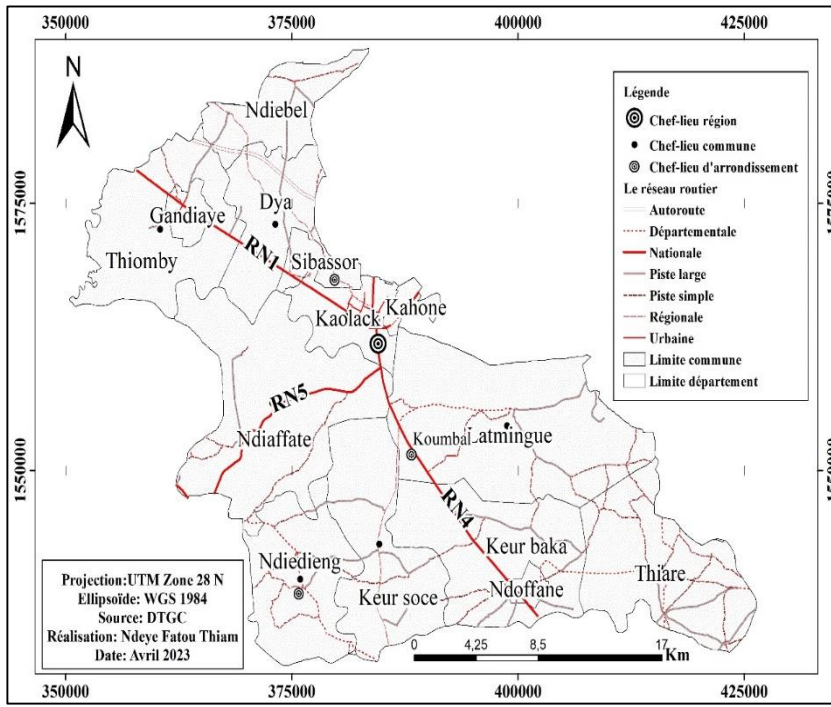 350000 375000 400000 425000
N
1575000
1550000
1575000
1550000
Légende
Chef-lieu région
Chef-lieu commune
Chef-lieu d'arrondissement
Le réseau routier
Autoroute
Départementale
Nationale
Piste large
Piste simple
Régionale
Urbaine
Limite commune
Limite département
Ndiebel
Dya
Gandiaye
Thiomby
RN1
Sibassor
Kaolack
Kahone
RN5
Ndiaffate
Koumbal
Latmingue
RN4
Keur baka
Ndiedieng
Keur soce
Ndoffane
Thiare
Projection:UTM Zone 28 N
Ellipsoïde: WGS 1984
Source: DTGC
Réalisation: Ndeye Fatou Thiam
Date: Avril 2023
0 4,25 8,5 17
Km
350000 375000 400000 425000